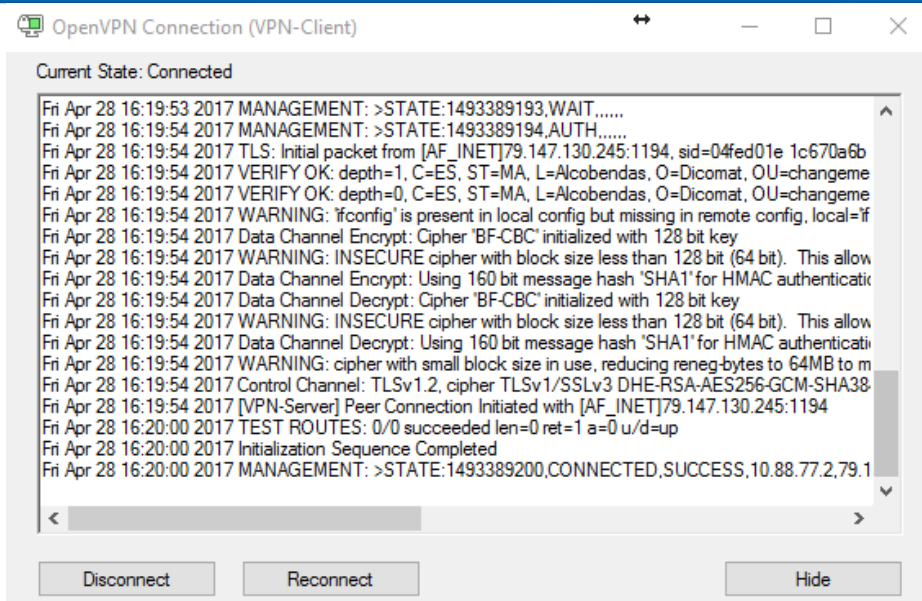 OpenVPN Connection (VPN-Client)
Current State: Connected
Fri Apr 28 16:19:53 2017 MANAGEMENT: >STATE:1493389193,WAIT,,,,,,
Fri Apr 28 16:19:54 2017 MANAGEMENT: >STATE:1493389194,AUTH,,,,,,
Fri Apr 28 16:19:54 2017 TLS: Initial packet from [AF_INET]79.147.130.245:1194, sid=04fed01e 1c670a6b
Fri Apr 28 16:19:54 2017 VERIFY OK: depth=1, C=ES, ST=MA, L=Alcobendas, O=Dicomat, OU=changeme
Fri Apr 28 16:19:54 2017 VERIFY OK: depth=0, C=ES, ST=MA, L=Alcobendas, O=Dicomat, OU=changeme
Fri Apr 28 16:19:54 2017 WARNING: 'ifconfig' is present in local config but missing in remote config, local='if
Fri Apr 28 16:19:54 2017 Data Channel Encrypt: Cipher 'BF-CBC' initialized with 128 bit key
Fri Apr 28 16:19:54 2017 WARNING: INSECURE cipher with block size less than 128 bit (64 bit).  This allow
Fri Apr 28 16:19:54 2017 Data Channel Encrypt: Using 160 bit message hash 'SHA1' for HMAC authenticatio
Fri Apr 28 16:19:54 2017 Data Channel Decrypt: Cipher 'BF-CBC' initialized with 128 bit key
Fri Apr 28 16:19:54 2017 WARNING: INSECURE cipher with block size less than 128 bit (64 bit).  This allow
Fri Apr 28 16:19:54 2017 Data Channel Decrypt: Using 160 bit message hash 'SHA1' for HMAC authenticati
Fri Apr 28 16:19:54 2017 WARNING: cipher with small block size in use, reducing reneg-bytes to 64MB to m
Fri Apr 28 16:19:54 2017 Control Channel: TLSv1.2, cipher TLSv1/SSLv3 DHE-RSA-AES256-GCM-SHA38
Fri Apr 28 16:19:54 2017 [VPN-Server] Peer Connection Initiated with [AF_INET]79.147.130.245:1194
Fri Apr 28 16:20:00 2017 TEST ROUTES: 0/0 succeeded len=0 ret=1 a=0 u/d=up
Fri Apr 28 16:20:00 2017 Initialization Sequence Completed
Fri Apr 28 16:20:00 2017 MANAGEMENT: >STATE:1493389200,CONNECTED,SUCCESS,10.88.77.2,79.1
Disconnect
Reconnect
Hide